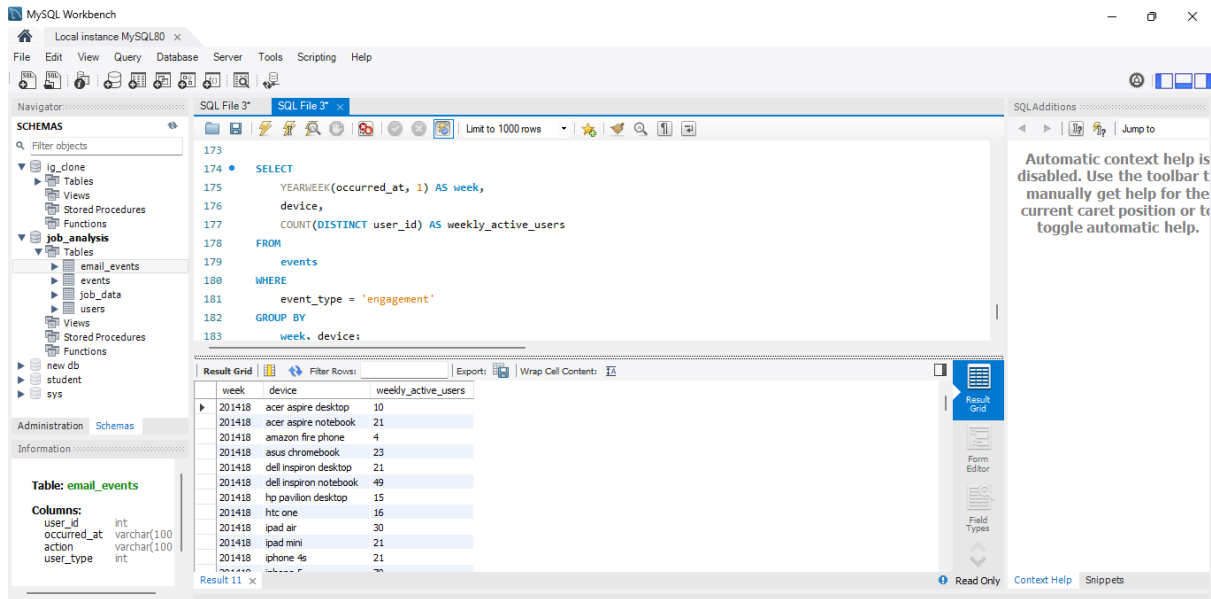 MySQL Workbench
Local instance MySQL80
File Edit View Query Database Server Tools Scripting Help
Navigator
SCHEMAS
Filter objects
ig_clone
Tables
Views
Stored Procedures
Functions
job_analysis
Tables
email_events
events
job_data
users
Views
Stored Procedures
Functions
new db
student
sys
Administration Schemas
Information
Table: email_events
Columns:
user_id int
occurred_at varchar(100
action varchar(100
user_type int
SQL File 3* SQL File 3*
Limit to 1000 rows
173
174 SELECT
175 YEARWEEK(occurred_at, 1) AS week,
176 device,
177 COUNT(DISTINCT user_id) AS weekly_active_users
178 FROM
179 events
180 WHERE
181 event_type = 'engagement'
182 GROUP BY
183 week, device;
Result Grid Filter Rows: Export: Wrap Cell Content:
week device weekly_active_users
201418 acer aspire desktop 10
201418 acer aspire notebook 21
201418 amazon fire phone 4
201418 asus chromebook 23
201418 dell inspiron desktop 21
201418 dell inspiron notebook 49
201418 hp pavilion desktop 15
201418 htc one 16
201418 ipad air 30
201418 ipad mini 21
201418 iphone 4s 21
Result 11
Read Only
Result
Grid
Form
Editor
Field
Types
SQLAdditions
Jump to
Automatic context help is
disabled. Use the toolbar t
manually get help for the
current caret position or to
toggle automatic help.
Context Help Snippets